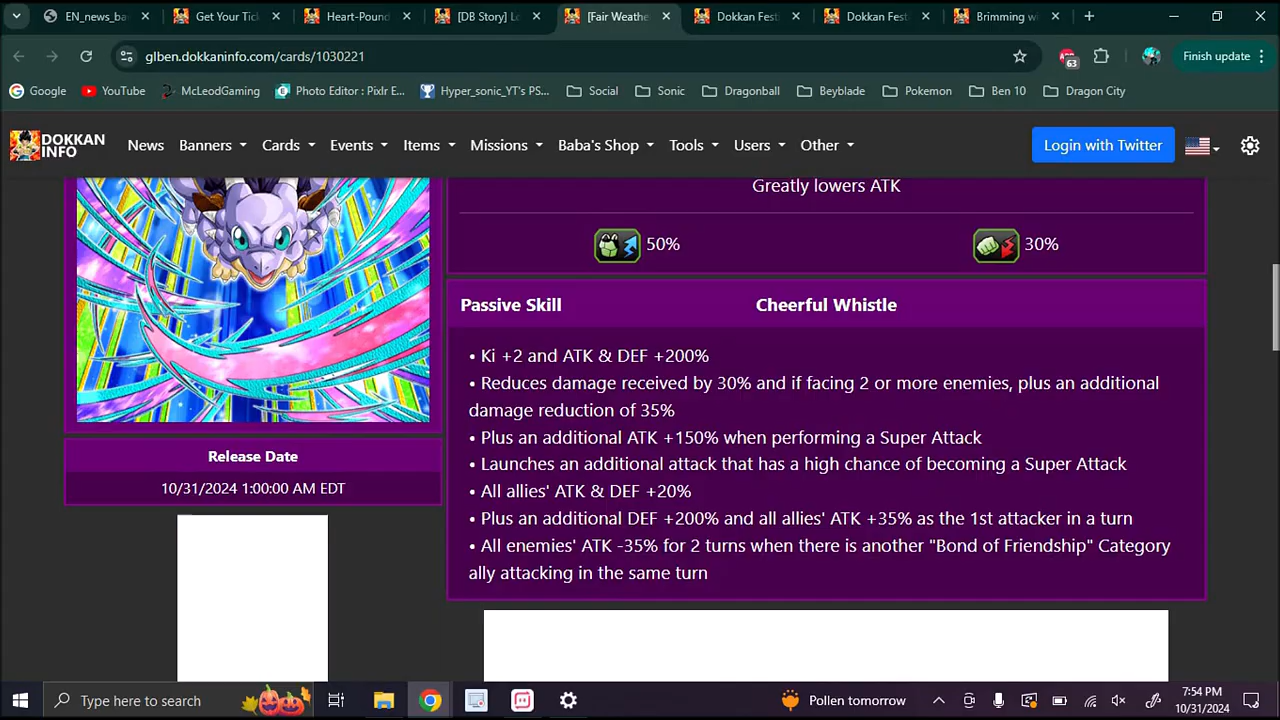 EN_news_ba
Get Your Tick
Heart-Pound
[DB Story] Lo
[Fair Weathe
Dokkan Festi
Dokkan Festi
Brimming wi
glben.dokkaninfo.com/cards/1030221
63
Finish update
Google
YouTube
McLeodGaming
Photo Editor : Pixlr E...
Hyper_sonic_YT's PS...
Social
Sonic
Dragonball
Beyblade
Pokemon
Ben 10
Dragon City
DOKKAN
INFO
News
Banners
Cards
Events
Items
Missions
Baba's Shop
Tools
Users
Other
Login with Twitter
Greatly lowers ATK
50%
30%
Passive Skill
Cheerful Whistle
• Ki +2 and ATK & DEF +200%
• Reduces damage received by 30% and if facing 2 or more enemies, plus an additional
damage reduction of 35%
• Plus an additional ATK +150% when performing a Super Attack
• Launches an additional attack that has a high chance of becoming a Super Attack
• All allies' ATK & DEF +20%
• Plus an additional DEF +200% and all allies' ATK +35% as the 1st attacker in a turn
• All enemies' ATK -35% for 2 turns when there is another "Bond of Friendship" Category
ally attacking in the same turn
Release Date
10/31/2024 1:00:00 AM EDT
Type here to search
Pollen tomorrow
7:54 PM
10/31/2024